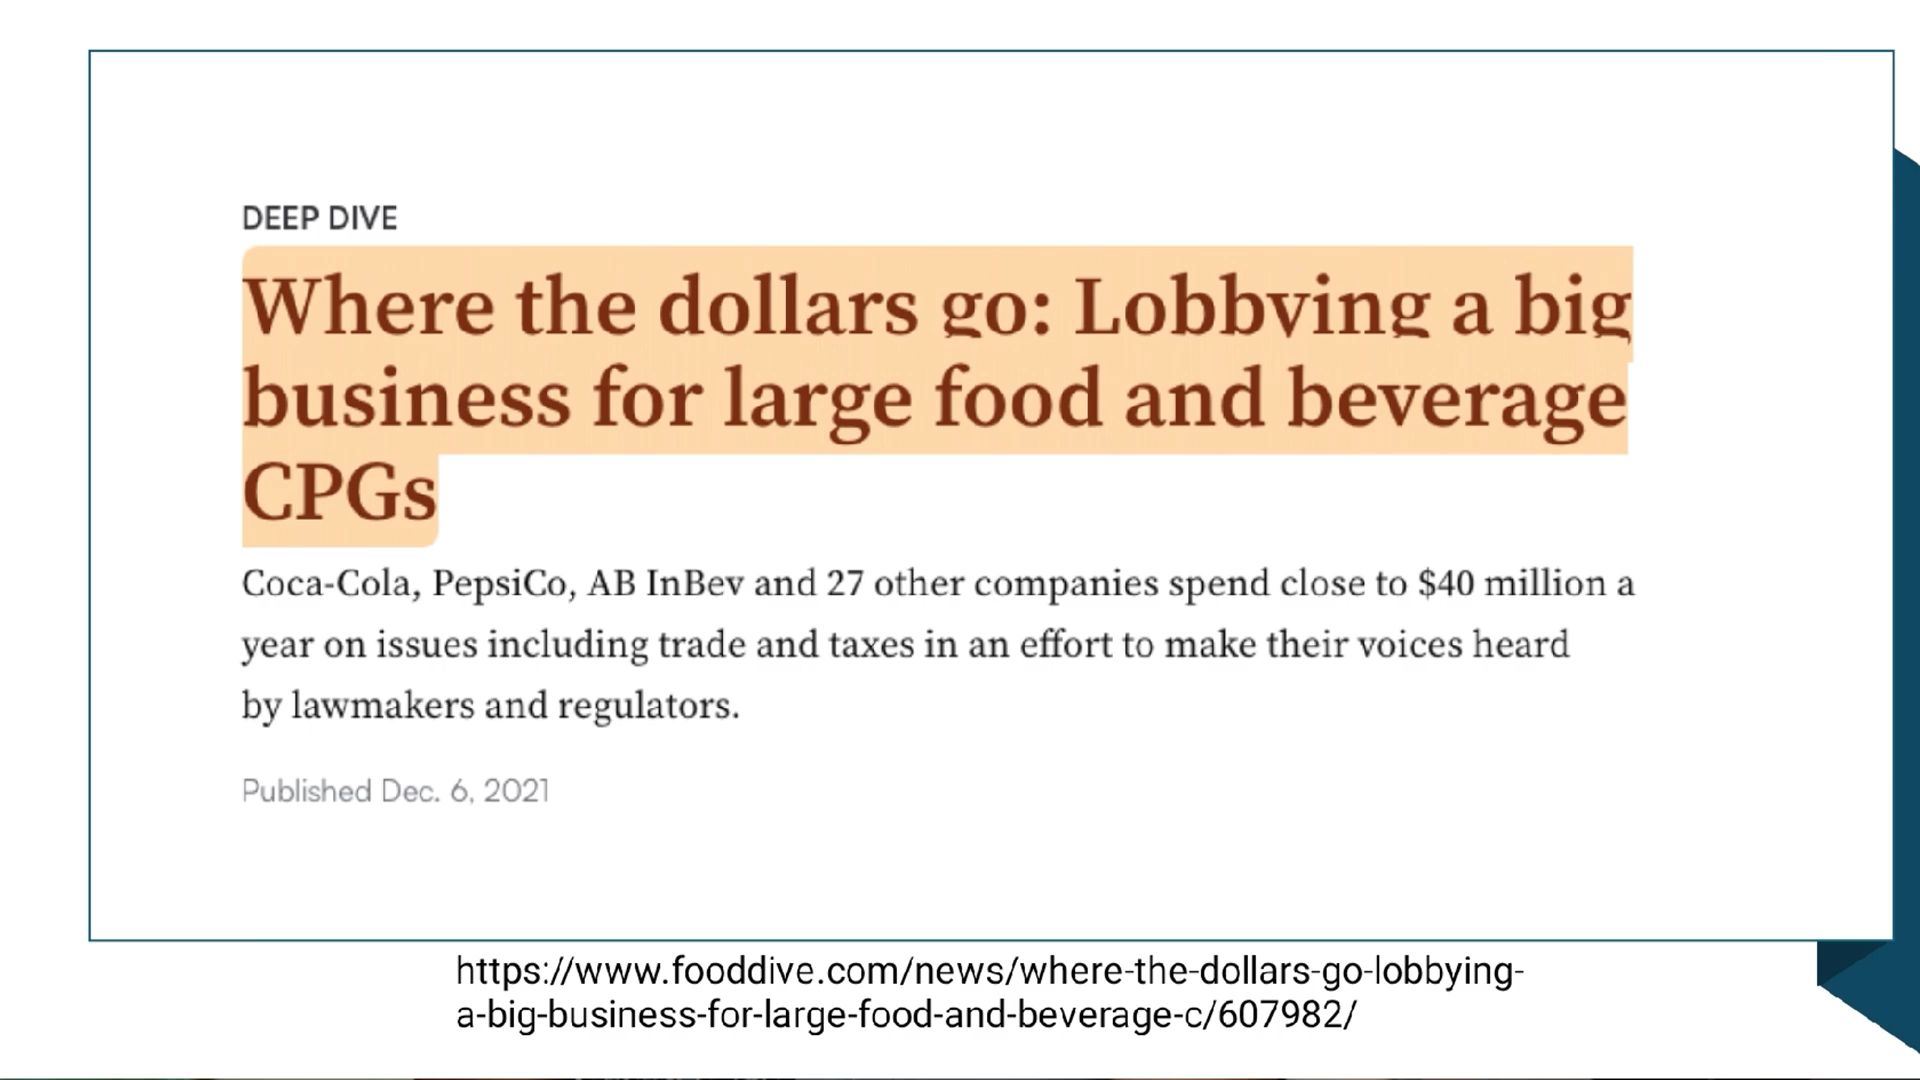 DEEP DIVE
Where the dollars go: Lobbying a big
business for large food and beverage
CPGs
Coca-Cola, PepsiCo, AB InBev and 27 other companies spend close to $40 million a
year on issues including trade and taxes in an effort to make their voices heard
by lawmakers and regulators.
Published Dec. 6, 2021
https://www.fooddive.com/news/where-the-dollars-go-lobbying-
a-big-business-for-large-food-and-beverage-c/607982/